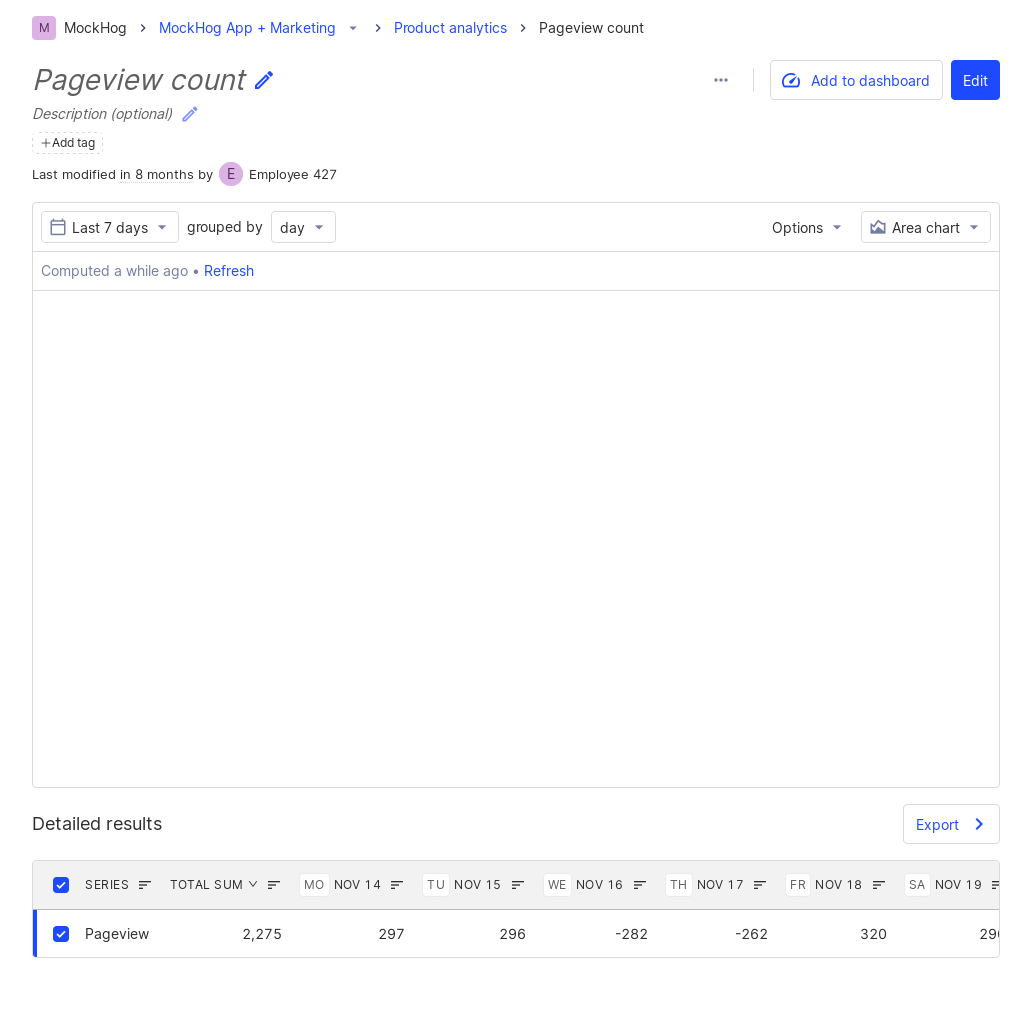 M MockHog MockHog App + Marketing Product analytics Pageview count
Pageview count
Add to dashboard Edit
Description (optional)
Add tag
Last modified in 8 months by E Employee 427
Last 7 days grouped by day Options Area chart
Computed a while ago • Refresh
Detailed results Export
SERIES TOTAL SUM MO NOV 14 TU NOV 15 WE NOV 16 TH NOV 17 FR NOV 18 SA NOV 19
Pageview 2,275 297 296 -282 -262 320